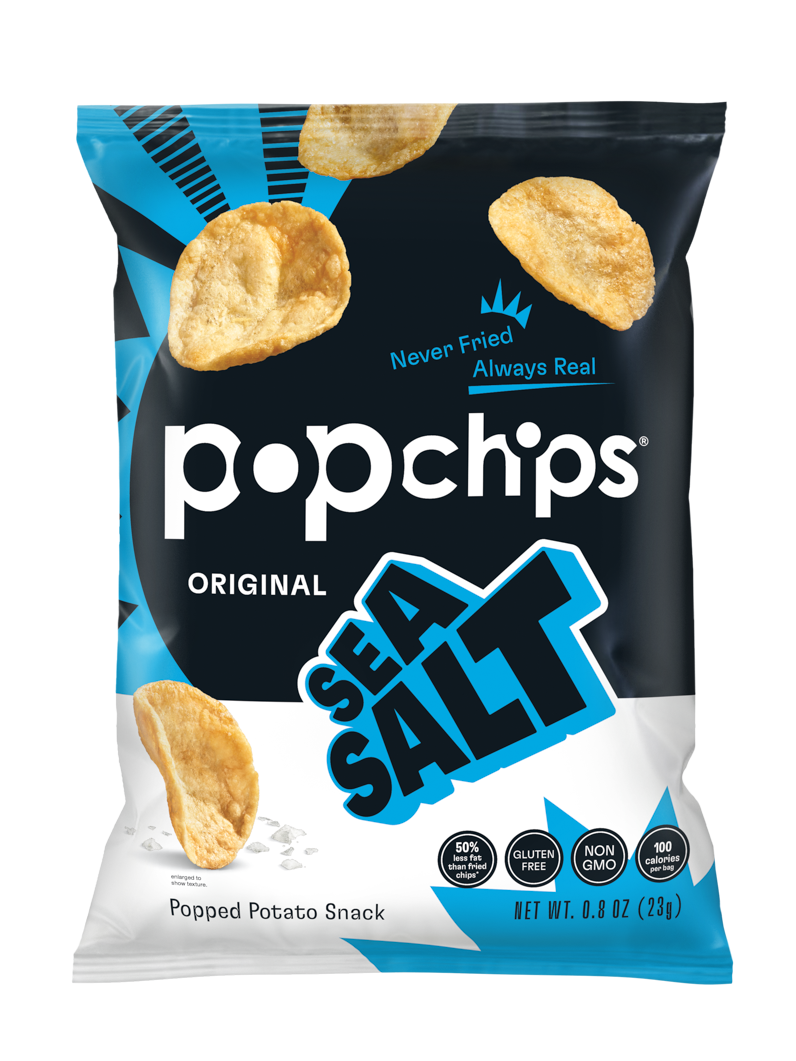 Never Fried
Always Real
popchips®
ORIGINAL
SEA
SALT
50%
less fat
than fried
chips*
GLUTEN
FREE
NON
GMO
100
calories
per bag
enlarged to
show texture.
Popped Potato Snack
NET WT. 0.8 OZ (23g)